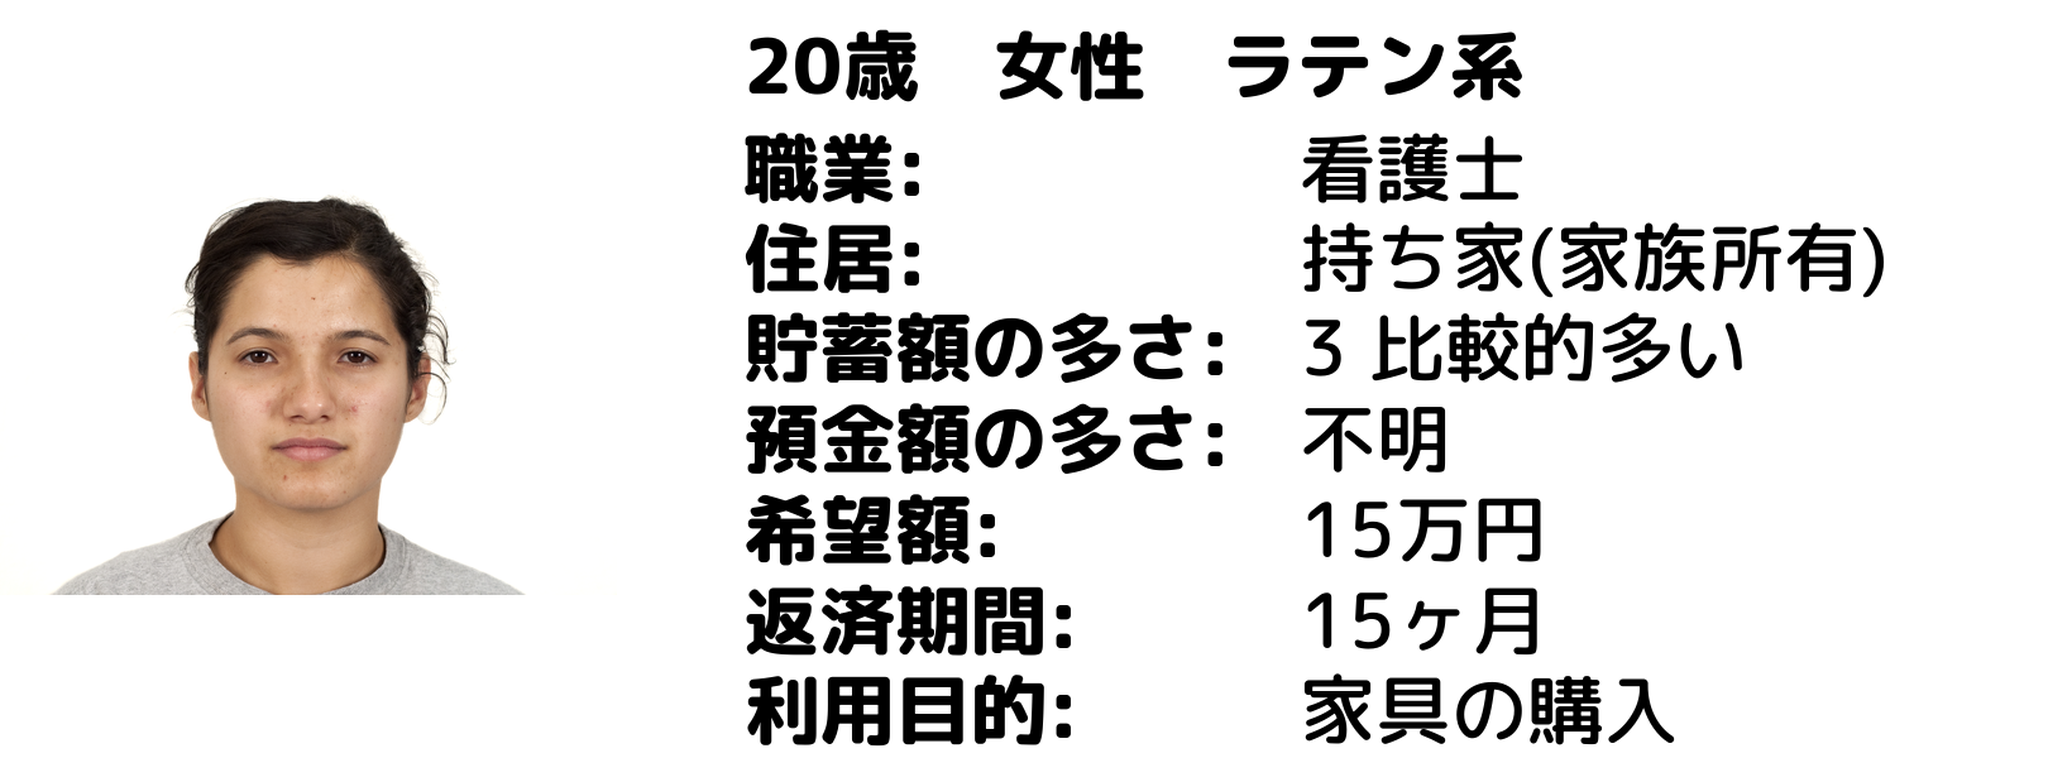 20歳　女性　ラテン系
職業: 看護士
住居: 持ち家(家族所有)
貯蓄額の多さ: 3 比較的多い
預金額の多さ: 不明
希望額: 15万円
返済期間: 15ヶ月
利用目的: 家具の購入